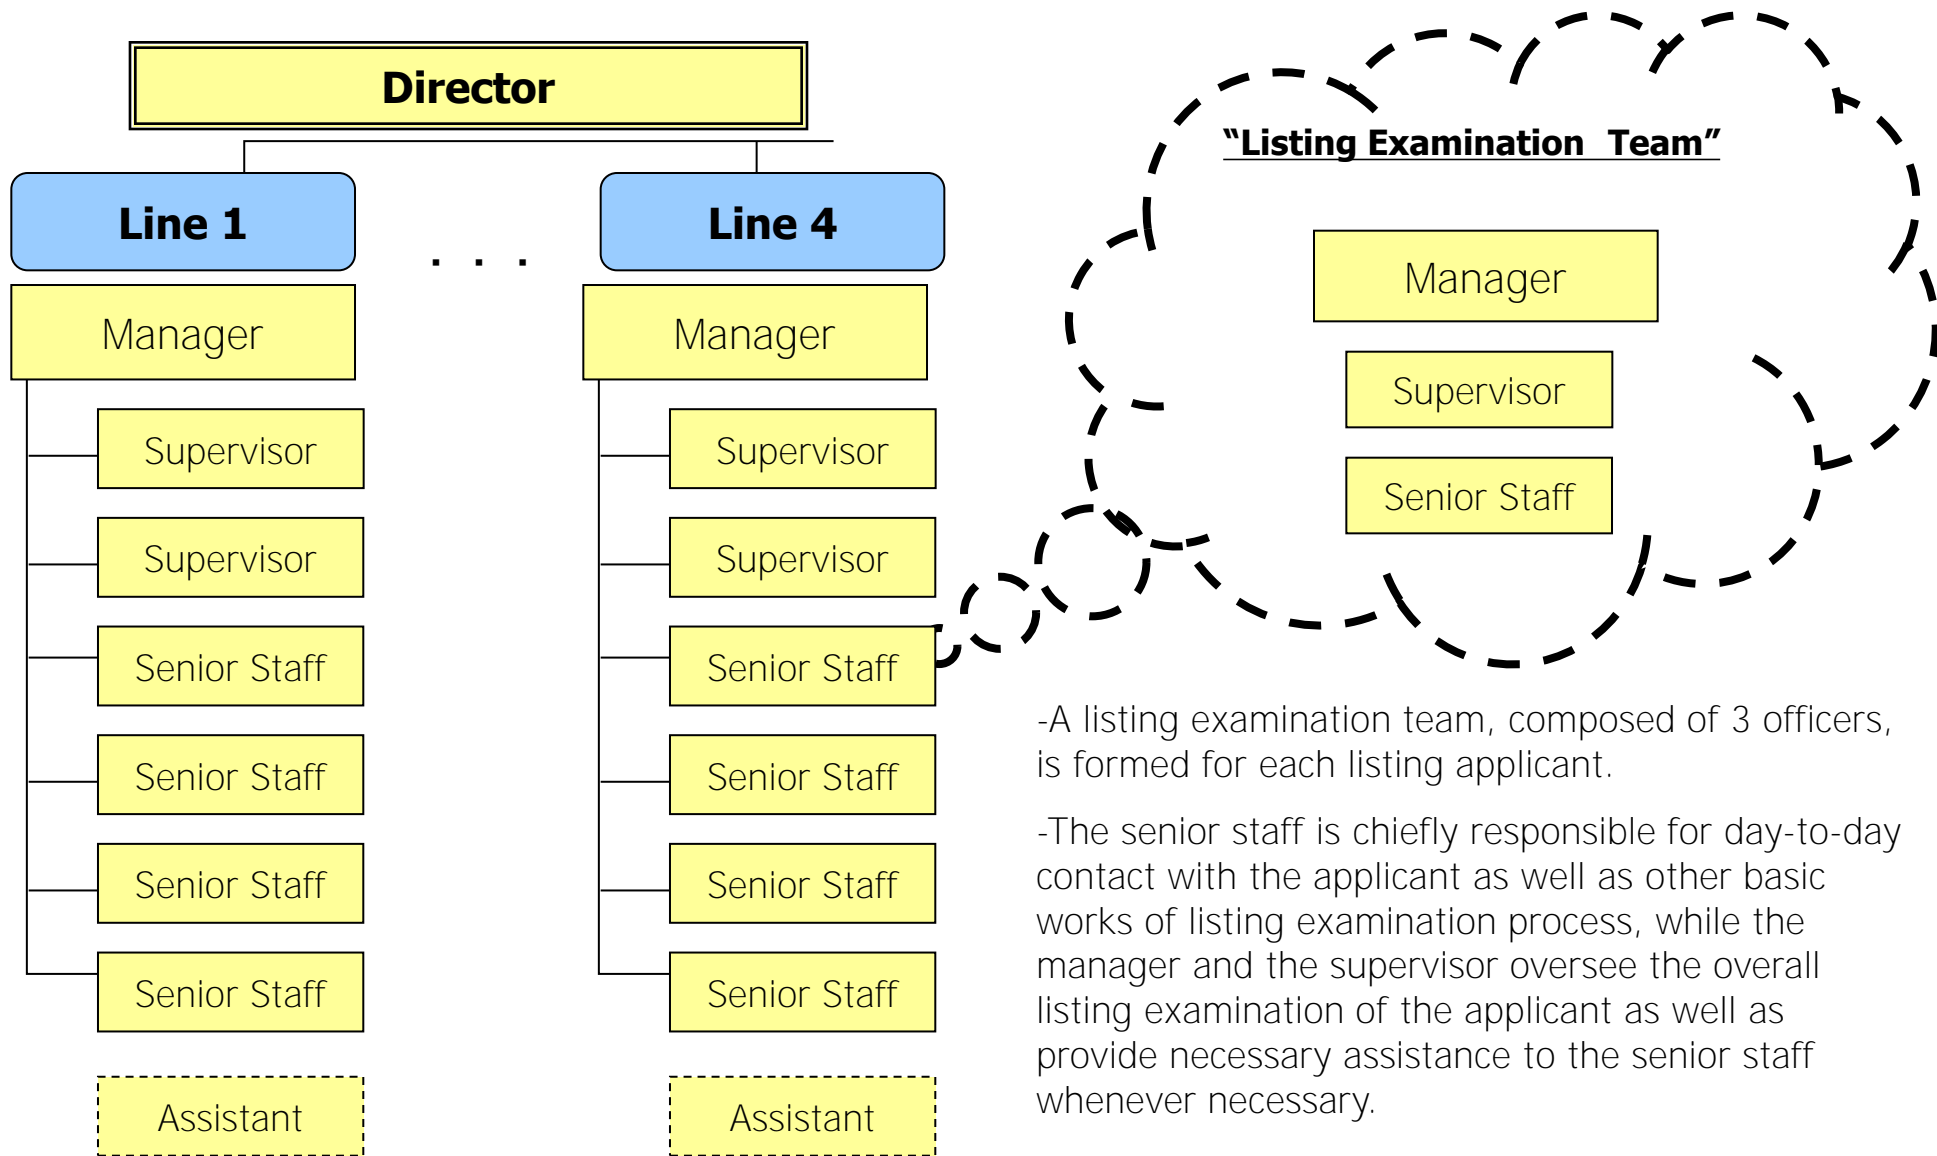 Director
Line 1
. . .
Line 4
Manager
Supervisor
Supervisor
Senior Staff
Senior Staff
Senior Staff
Senior Staff
Assistant
Manager
Supervisor
Supervisor
Senior Staff
Senior Staff
Senior Staff
Senior Staff
Assistant
“Listing Examination Team”
Manager
Supervisor
Senior Staff
-A listing examination team, composed of 3 officers,
is formed for each listing applicant.
-The senior staff is chiefly responsible for day-to-day
contact with the applicant as well as other basic
works of listing examination process, while the
manager and the supervisor oversee the overall
listing examination of the applicant as well as
provide necessary assistance to the senior staff
whenever necessary.